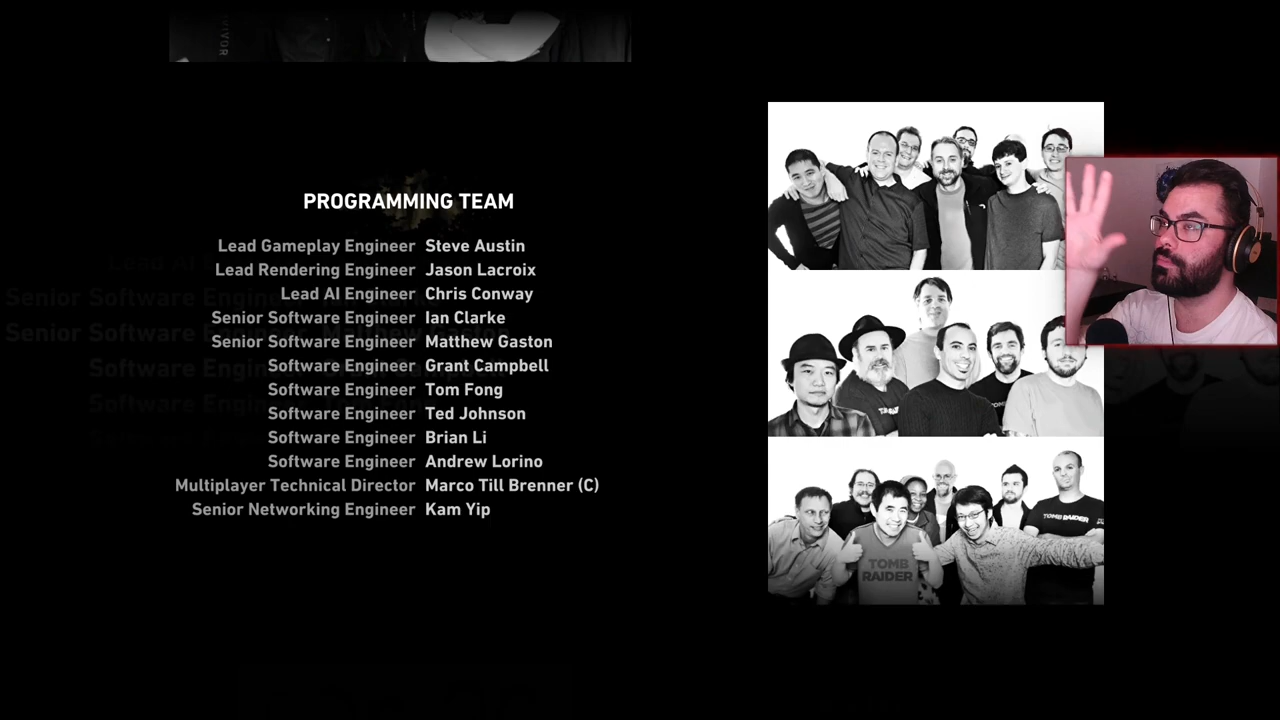 VIVOR
PROGRAMMING TEAM
Lead Gameplay Engineer Steve Austin
Lead Rendering Engineer Jason Lacroix
Lead AI Engineer Chris Conway
Senior Software Engineer Ian Clarke
Senior Software Engineer Matthew Gaston
Software Engineer Grant Campbell
Software Engineer Tom Fong
Software Engineer Ted Johnson
Software Engineer Brian Li
Software Engineer Andrew Lorino
Multiplayer Technical Director Marco Till Brenner (C)
Senior Networking Engineer Kam Yip
TOMB RAIDER
TOMB
RAIDER